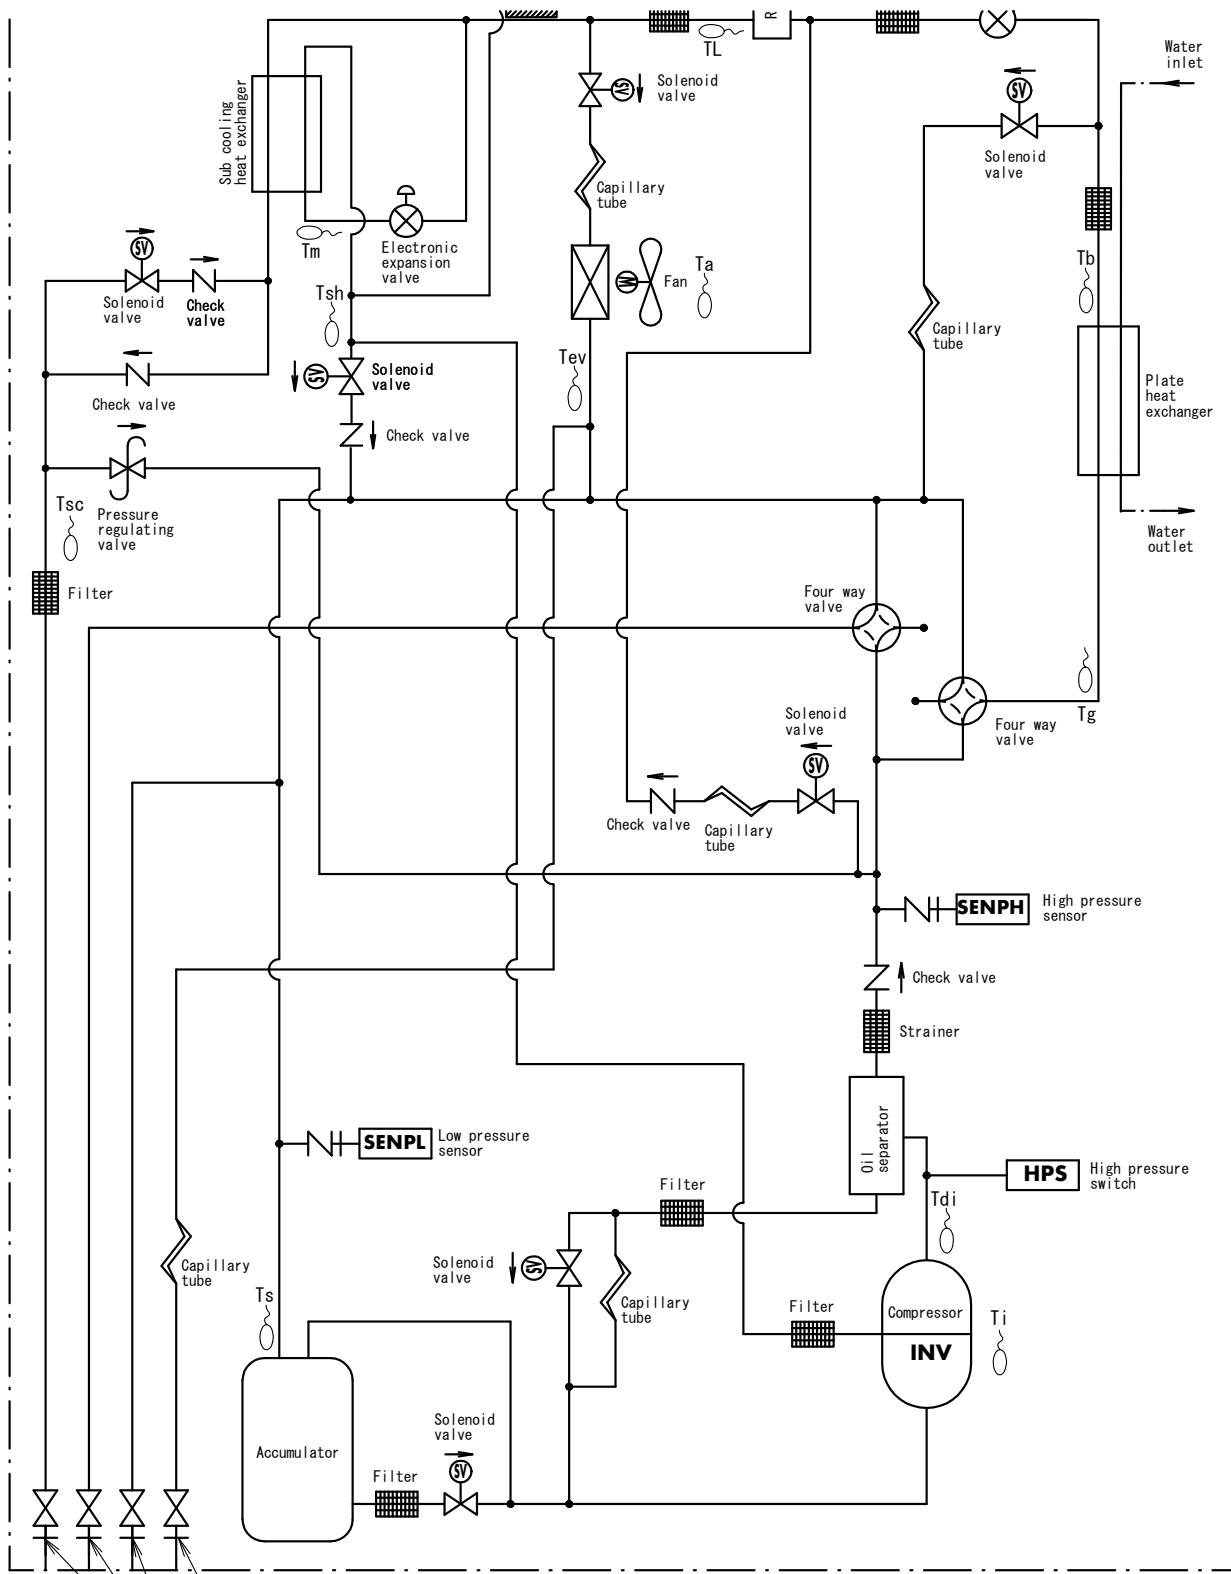 R
TL
Water
inlet
SV
Solenoid
valve
SV
Solenoid
valve
Sub cooling
heat exchanger
Capillary
tube
Tm
Electronic
expansion
valve
SV
Solenoid
valve
Check
valve
Tsh
M
Fan
Ta
Tb
Capillary
tube
Tev
SV
Solenoid
valve
Check valve
Plate
heat
exchanger
Check valve
Tsc
Pressure
regulating
valve
Water
outlet
Filter
Four way
valve
Tg
Four way
valve
Solenoid
valve
SV
Check valve
Capillary
tube
SENPH
High pressure
sensor
Check valve
Strainer
Oil
separator
SENPL
Low pressure
sensor
HPS
High pressure
switch
Filter
Tdi
Capillary
tube
Solenoid
valve
SV
Capillary
tube
Ts
Filter
Compressor
INV
Ti
Solenoid
valve
SV
Accumulator
Filter